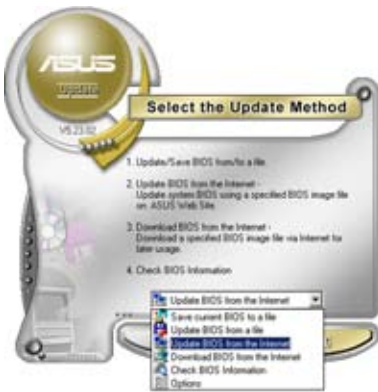 ASUS
Update
V5.23.02
Select the Update Method
1. Update/Save BIOS from/to a file.
2. Update BIOS from the Internet -
Update system BIOS using a specified BIOS image file
on ASUS Web Site.
3. Download BIOS from the Internet -
Download a specified BIOS image file via Internet for
later usage.
4. Check BIOS Information
Update BIOS from the Internet
Save current BIOS to a file
Update BIOS from a file
Update BIOS from the Internet
Download BIOS from the Internet
Check BIOS Information
Options